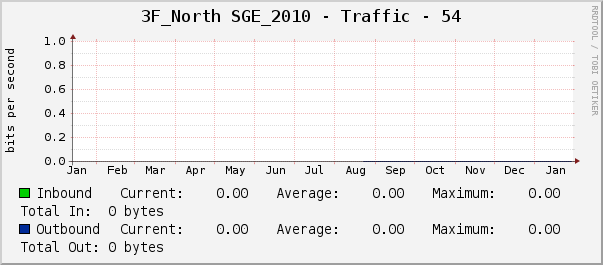 3F_North SGE_2010 - Traffic - 54
RRDTOOL / TOBI OETIKER
bits per second
1.0
0.8
0.6
0.4
0.2
0.0
Jan Feb Mar Apr May Jun Jul Aug Sep Oct Nov Dec Jan
Inbound Current: 0.00 Average: 0.00 Maximum: 0.00
Total In: 0 bytes
Outbound Current: 0.00 Average: 0.00 Maximum: 0.00
Total Out: 0 bytes